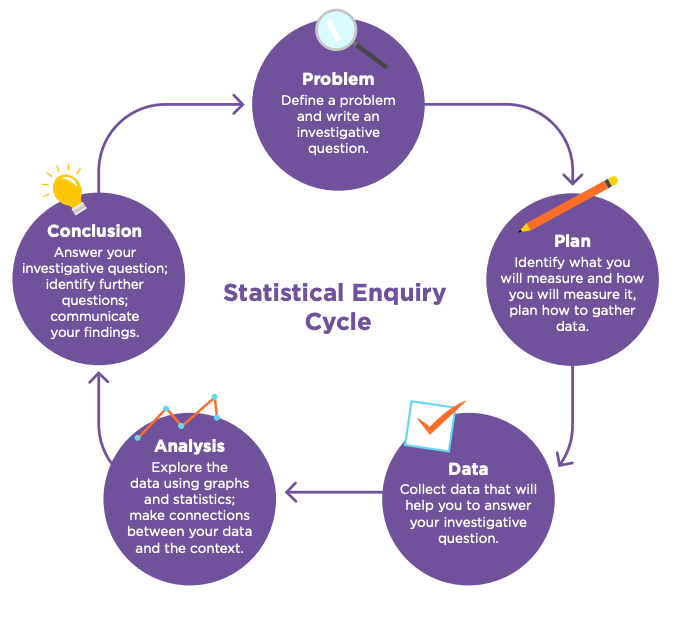 Problem
Define a problem
and write an
investigative
question.
Plan
Identify what you
will measure and how
you will measure it,
plan how to gather
data.
Data
Collect data that will
help you to answer
your investigative
question.
Analysis
Explore the
data using graphs
and statistics;
make connections
between your data
and the context.
Conclusion
Answer your
investigative question;
identify further
questions;
communicate
your findings.
Statistical Enquiry
Cycle